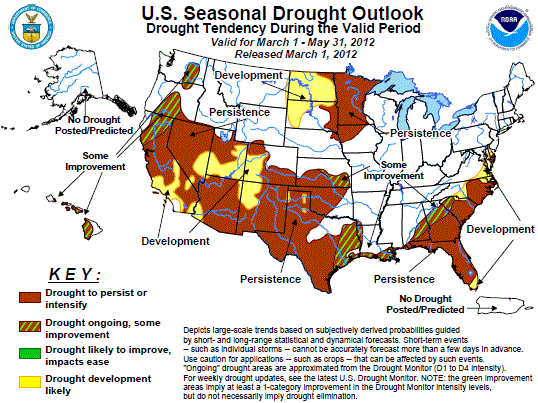 U.S. Seasonal Drought Outlook
Drought Tendency During the Valid Period
Valid for March 1 - May 31, 2012
Released March 1, 2012
NOAA
Development
No Drought
Posted/Predicted
Persistence
Persistence
Some
Improvement
Some
Improvement
Development
Development
Persistence
Persistence
No Drought
Posted/Predicted
KEY:
Drought to persist or
intensify
Drought ongoing, some
improvement
Drought likely to improve,
impacts ease
Drought development
likely
Depicts large-scale trends based on subjectively derived probabilities guided
by short- and long-range statistical and dynamical forecasts. Short-term events
-- such as individual storms -- cannot be accurately forecast more than a few days in advance.
Use caution for applications -- such as crops -- that can be affected by such events.
"Ongoing" drought areas are approximated from the Drought Monitor (D1 to D4 intensity).
For weekly drought updates, see the latest U.S. Drought Monitor. NOTE: the green improvement
areas imply at least a 1-category improvement in the Drought Monitor intensity levels,
but do not necessarily imply drought elimination.